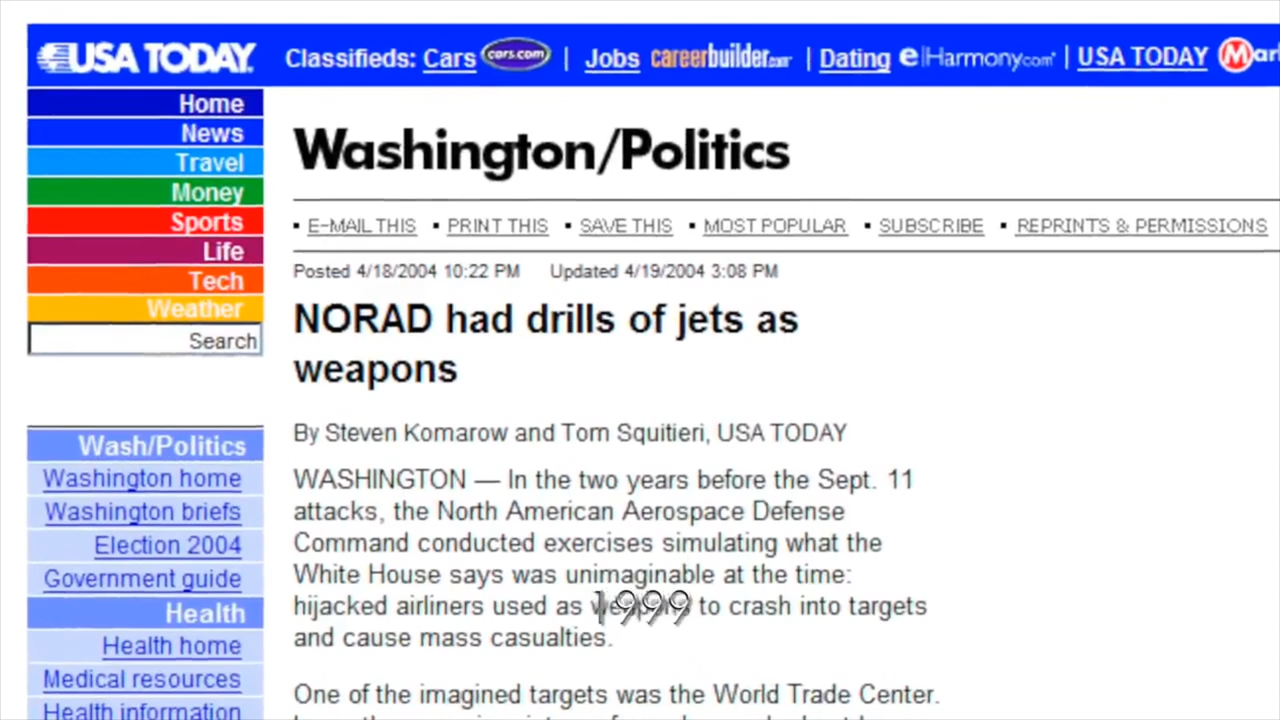 USA TODAY Classifieds: Cars cars.com | Jobs careerbuilder.com | Dating eHarmony.com | USA TODAY
Home
News
Travel
Money
Sports
Life
Tech
Weather
Search
Wash/Politics
Washington home
Washington briefs
Election 2004
Government guide
Health
Health home
Medical resources
Health information
Washington/Politics
▪ E-MAIL THIS ▪ PRINT THIS ▪ SAVE THIS ▪ MOST POPULAR ▪ SUBSCRIBE ▪ REPRINTS & PERMISSIONS
Posted 4/18/2004 10:22 PM Updated 4/19/2004 3:08 PM
NORAD had drills of jets as
weapons
By Steven Komarow and Tom Squitieri, USA TODAY
WASHINGTON — In the two years before the Sept. 11
attacks, the North American Aerospace Defense
Command conducted exercises simulating what the
White House says was unimaginable at the time:
hijacked airliners used as weapons to crash into targets
and cause mass casualties.
1999
One of the imagined targets was the World Trade Center.